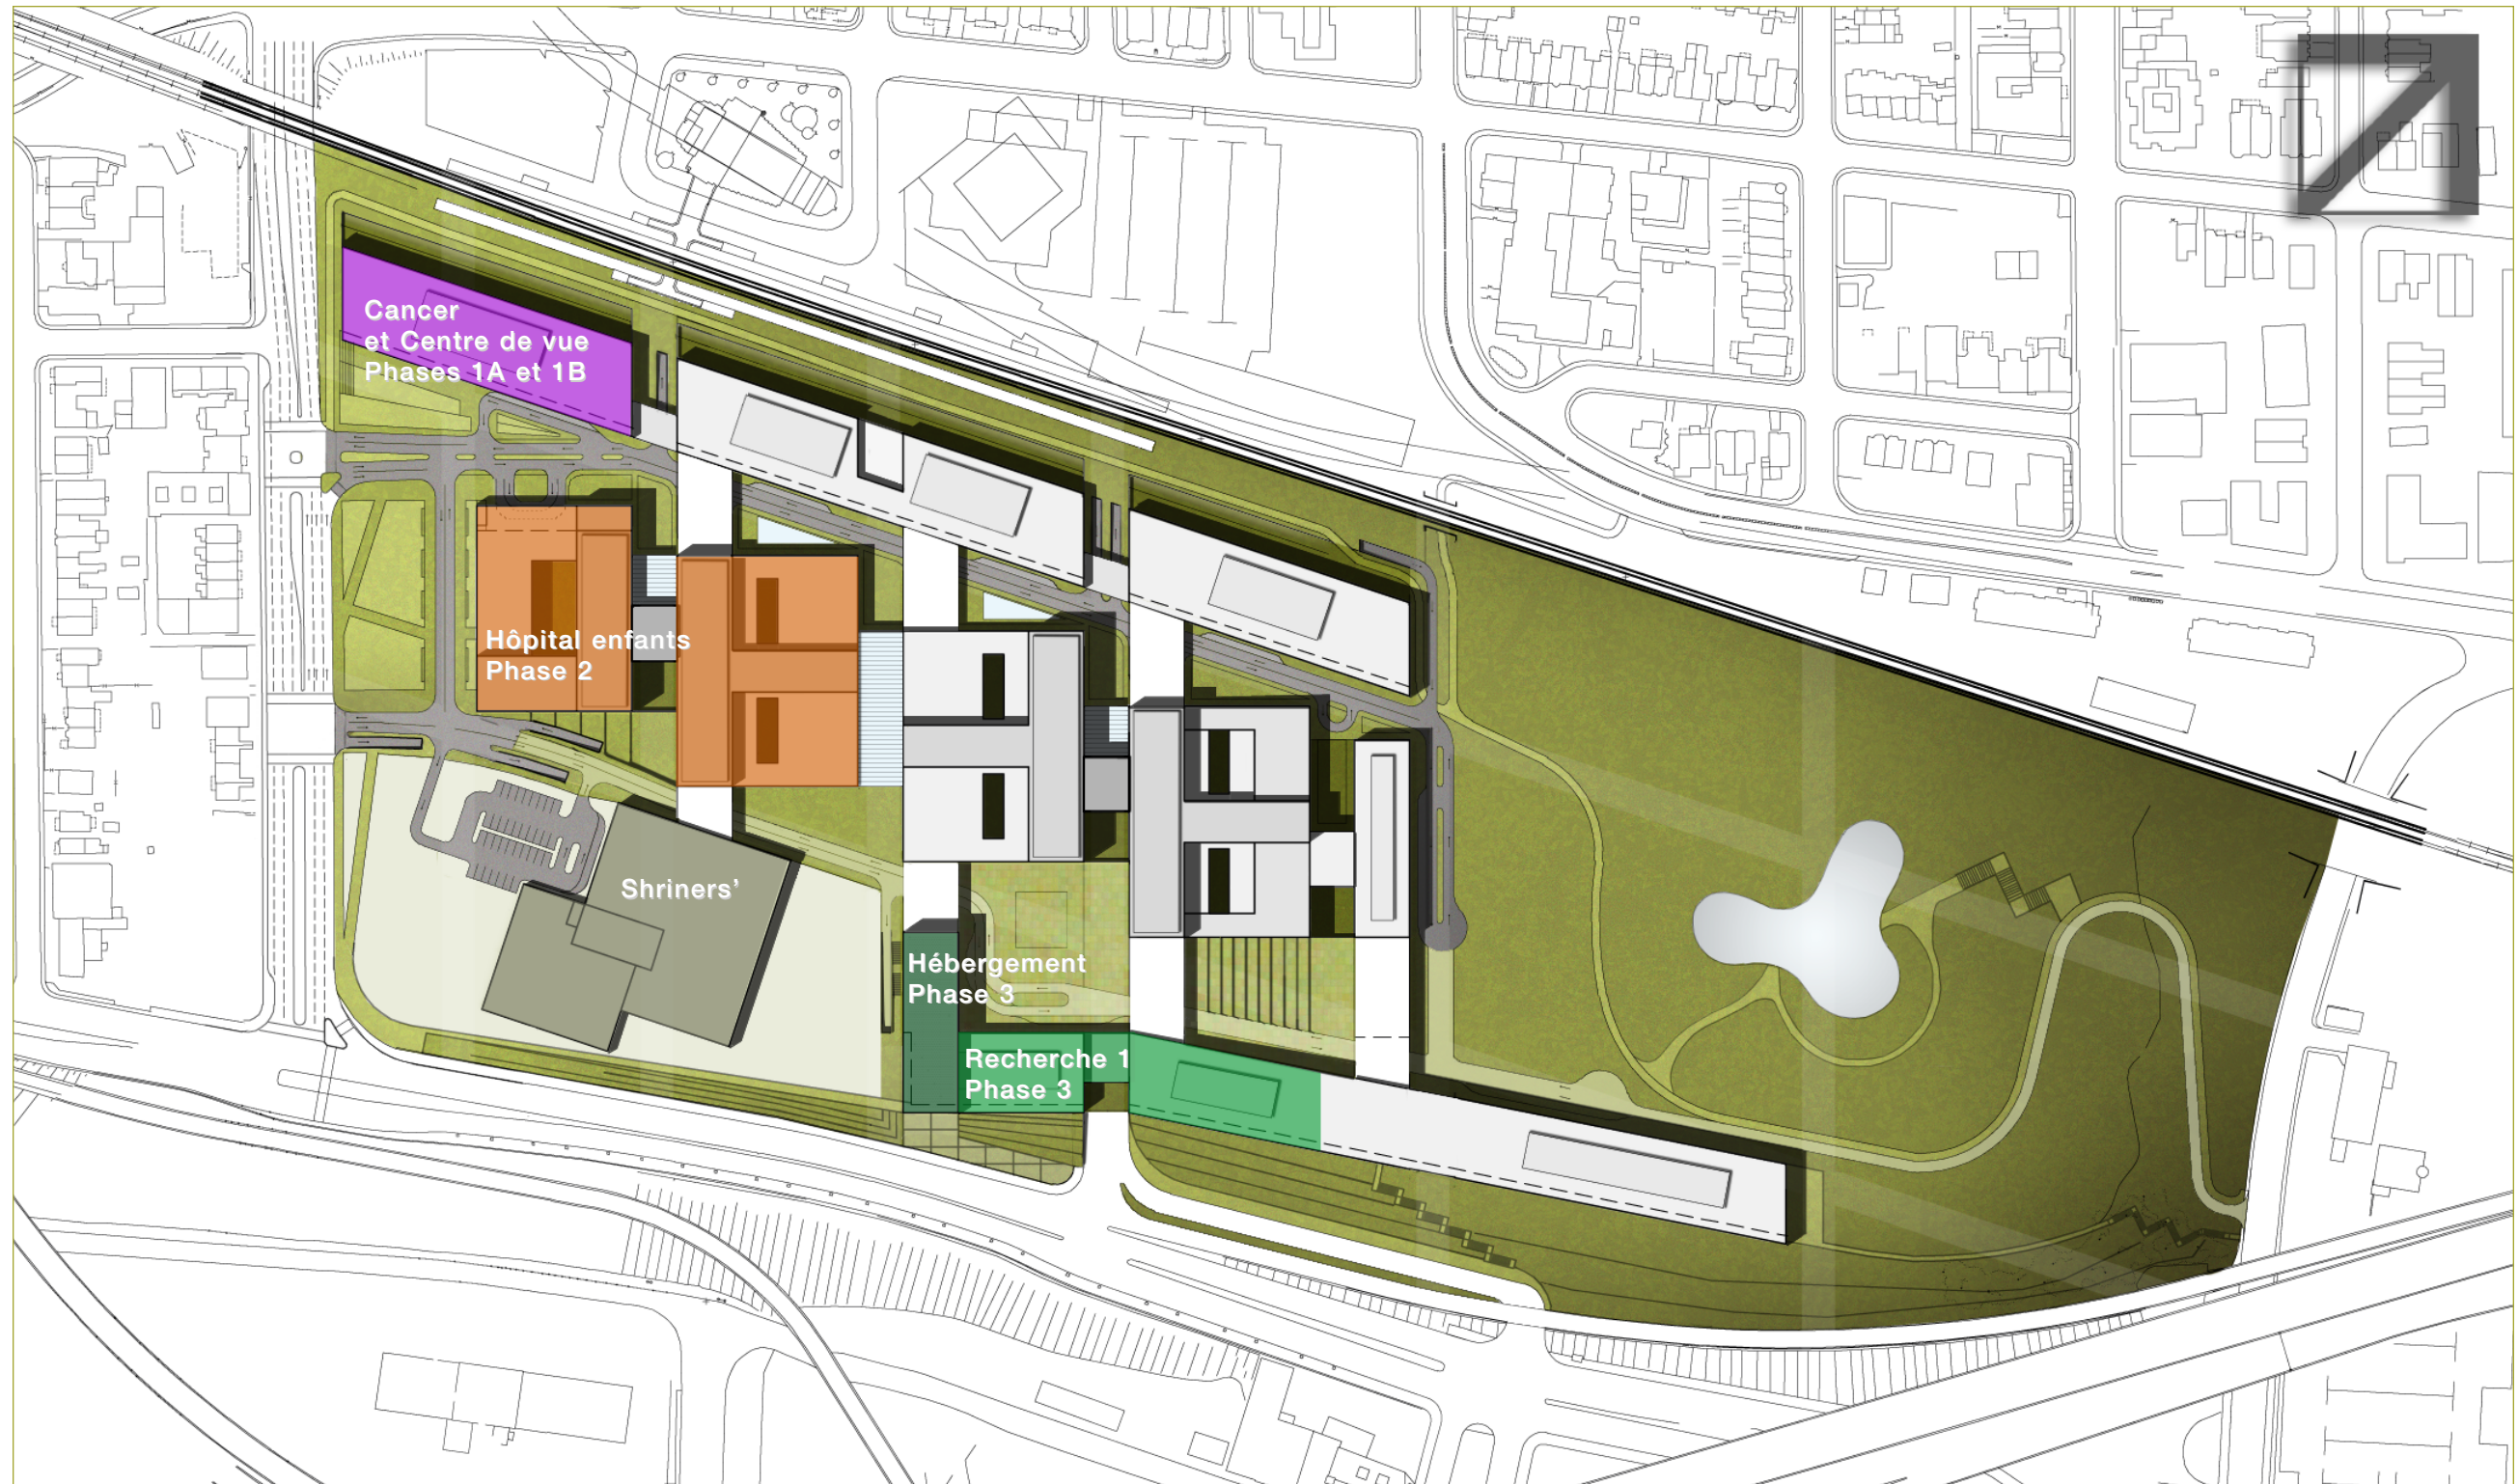 Cancer
et Centre de vue
Phases 1A et 1B
Hôpital enfants
Phase 2
Shriners'
Hébergement
Phase 3
Recherche 1
Phase 3